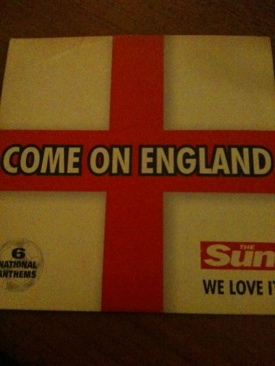 COME ON ENGLAND
6
NATIONAL
ANTHEMS
THE
Sun
WE LOVE IT